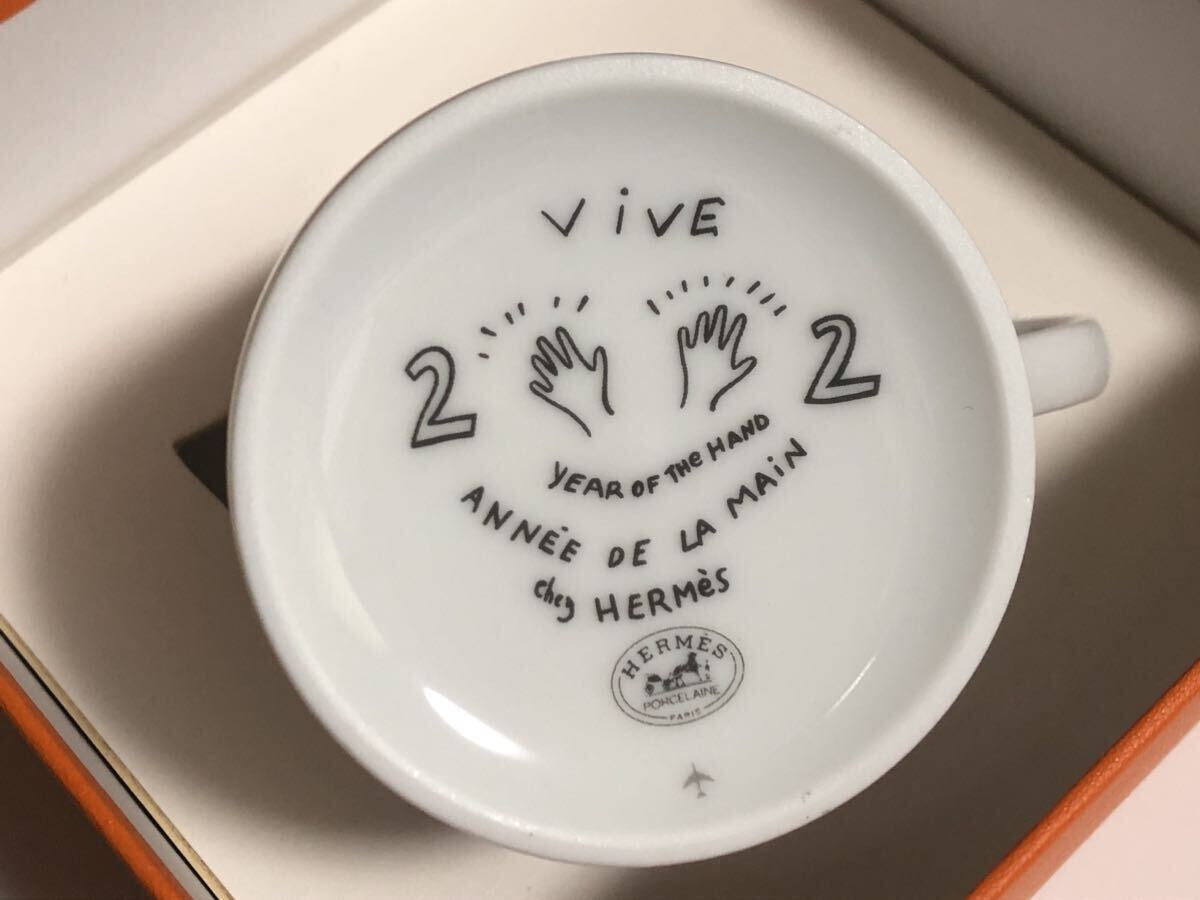 ViVE
2 2
YEAR OF THe HAND
ANNÉE DE LA MAiN
chez HERMèS
HERMÈS
PORCELAINE
PARIS